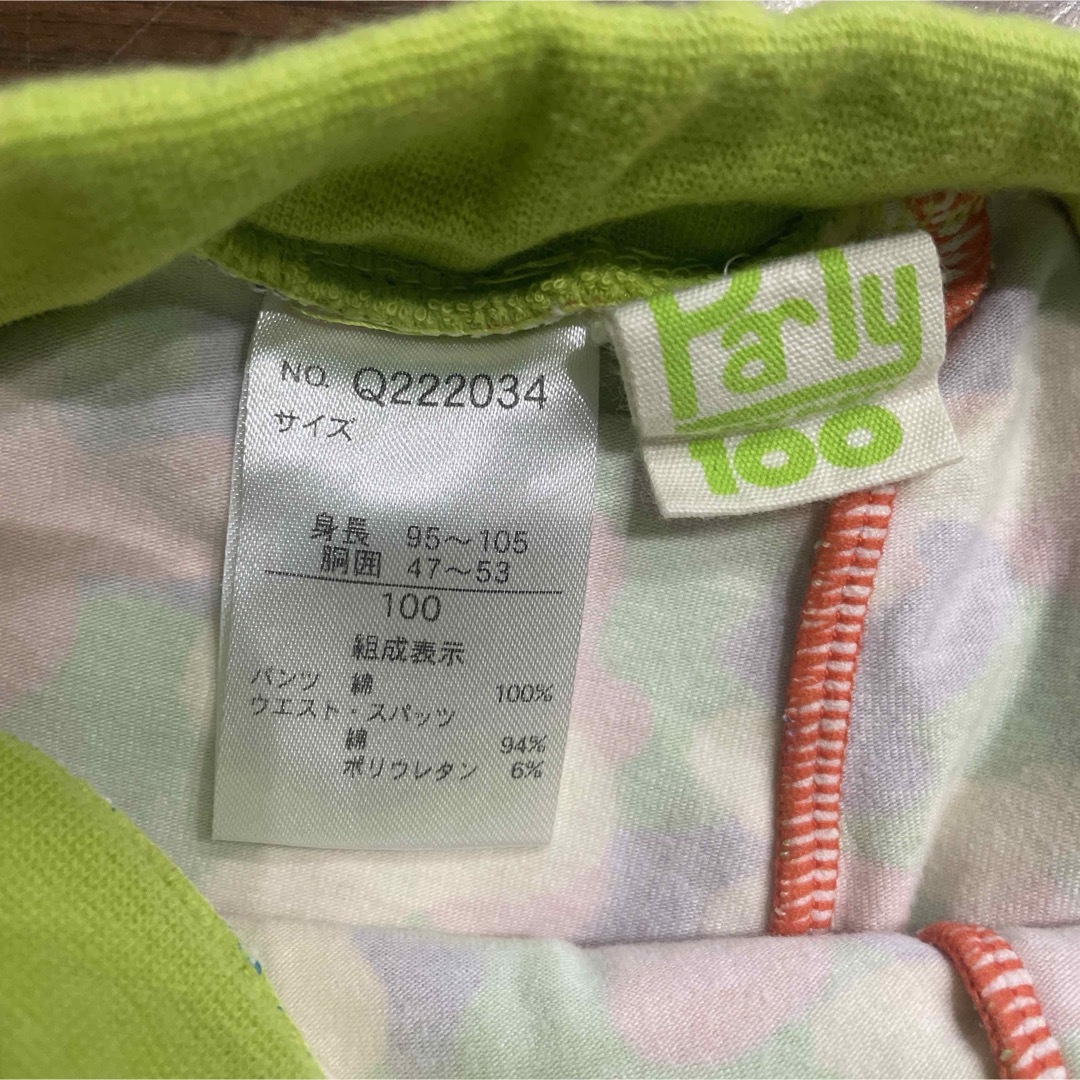 NO. Q222034
サイズ
身長 95～105
胴囲 47～53
100
組成表示
パンツ 綿 100%
ウエスト・スパッツ
綿 94%
ポリウレタン 6%
Party
100